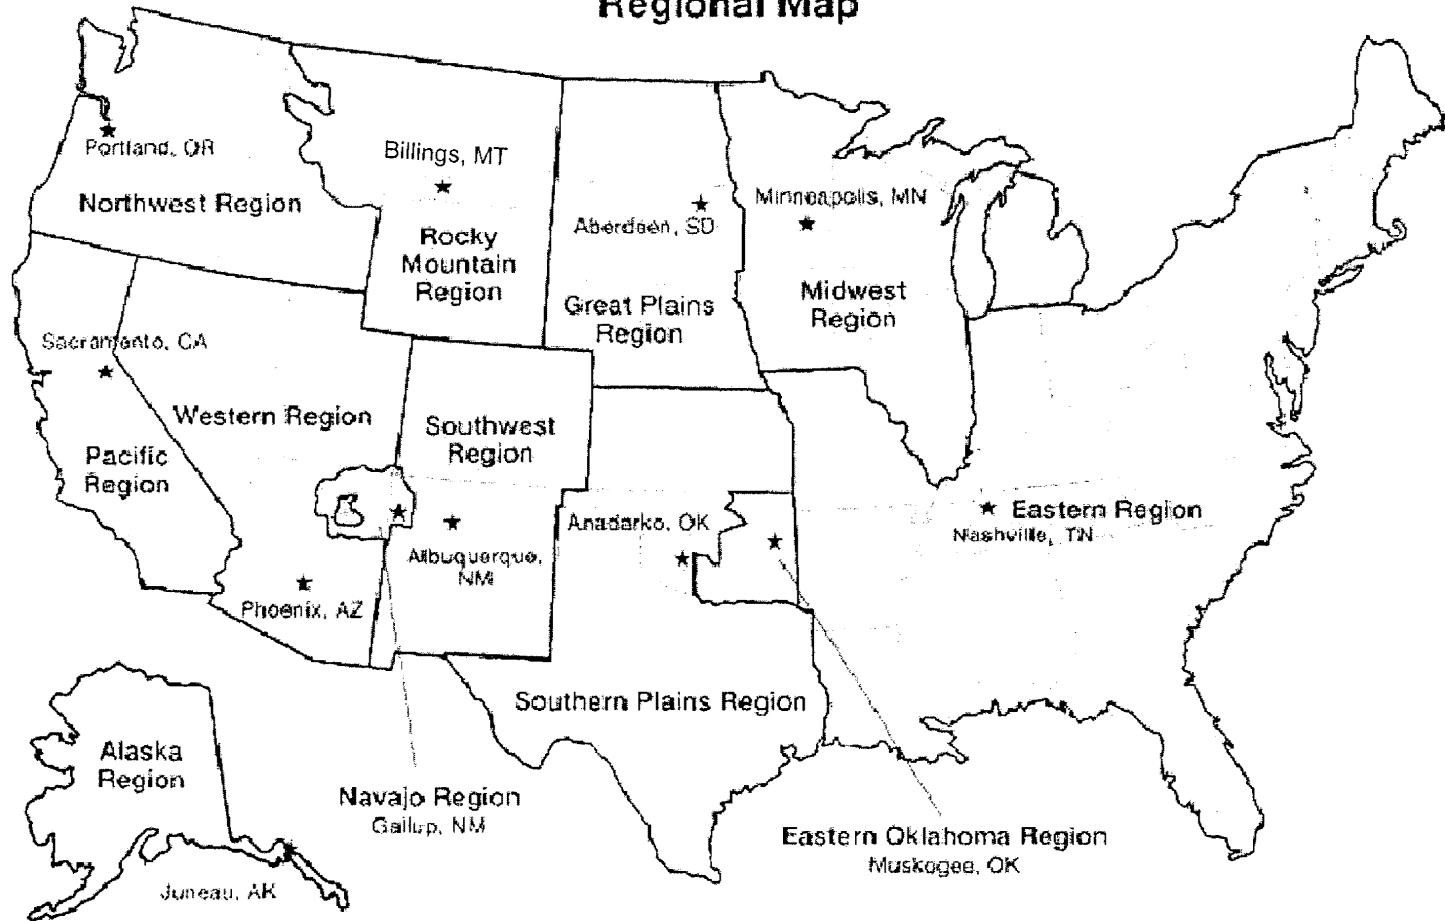 Regional Map
Portland, OR
Northwest Region
Billings, MT
Rocky
Mountain
Region
Aberdeen, SD
Great Plains
Region
Minneapolis, MN
Midwest
Region
Sacramento, CA
Pacific
Region
Western Region
Southwest
Region
Albuquerque,
NM
Phoenix, AZ
Anadarko, OK
Eastern Region
Nashville, TN
Southern Plains Region
Alaska
Region
Juneau, AK
Navajo Region
Gallup, NM
Eastern Oklahoma Region
Muskogee, OK